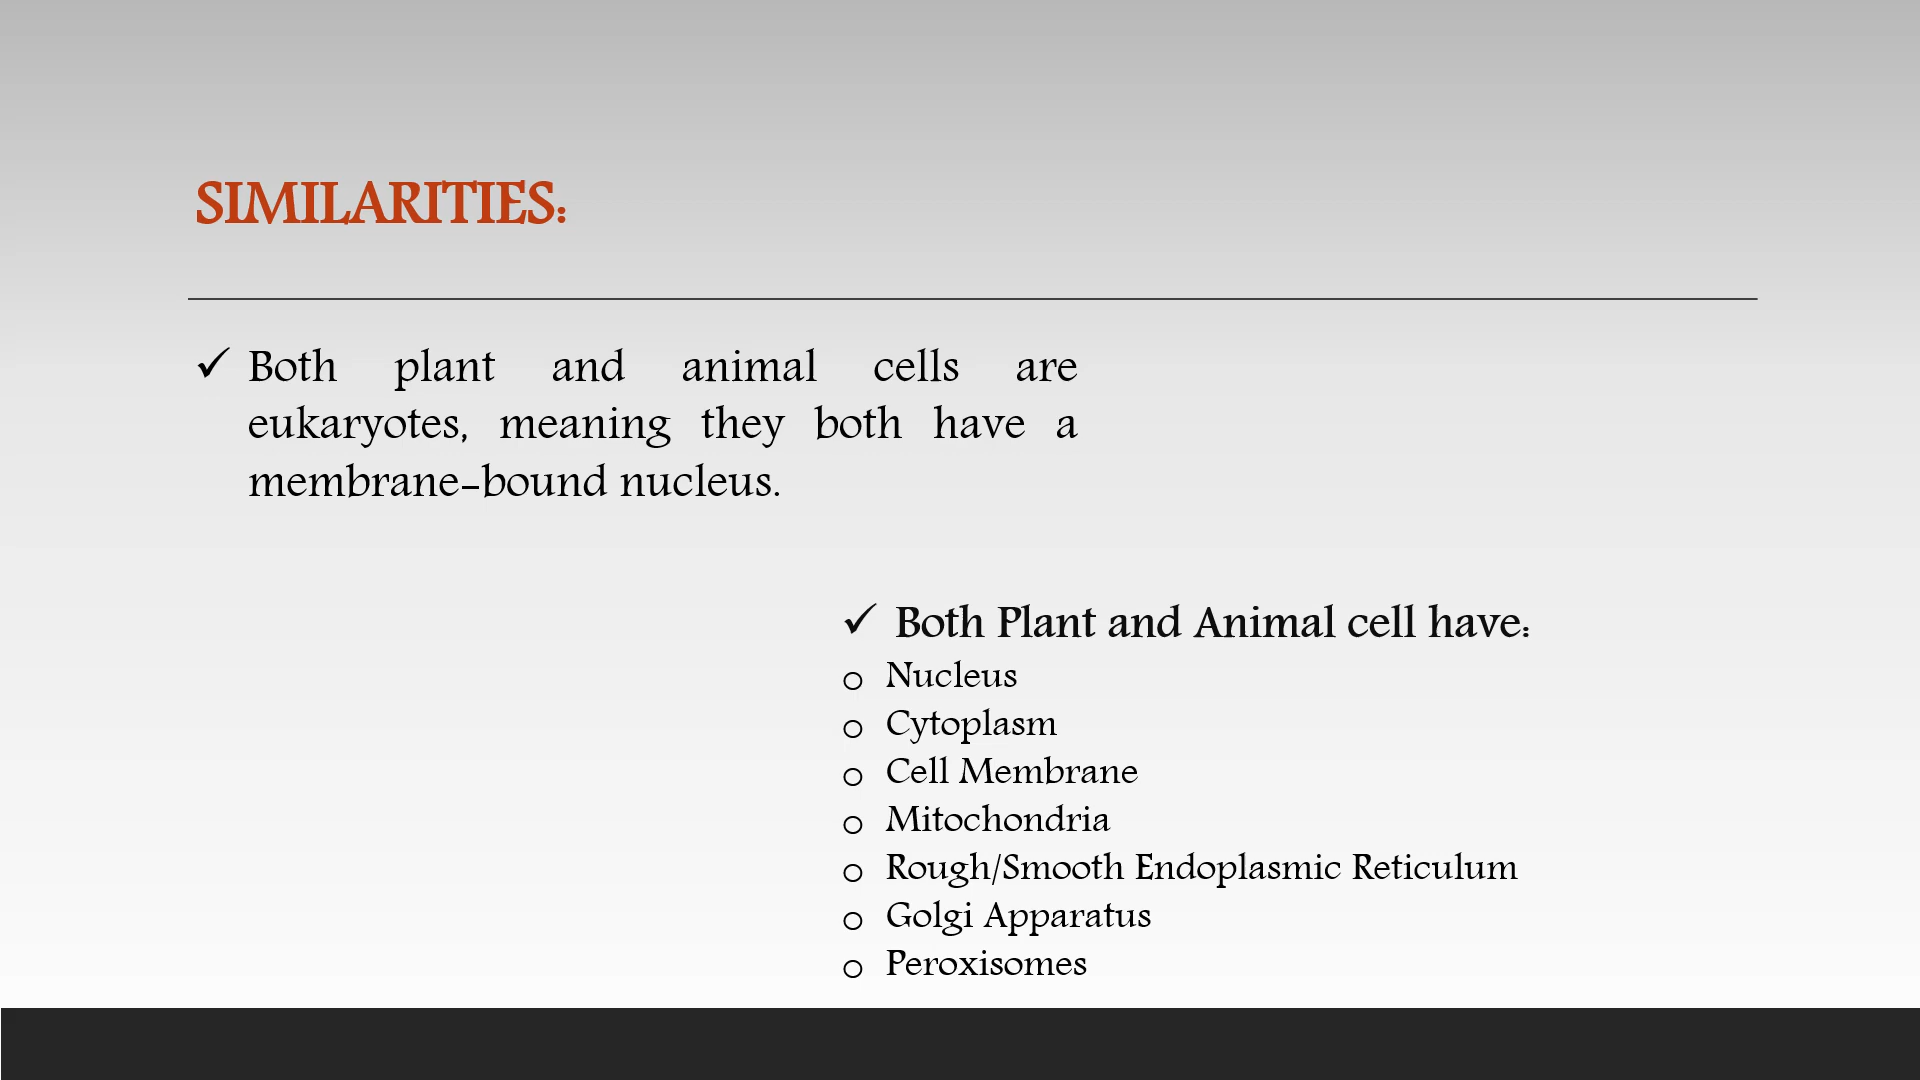 SIMILARITIES:
✓ Both plant and animal cells are
eukaryotes, meaning they both have a
membrane-bound nucleus.
✓ Both Plant and Animal cell have:
o Nucleus
o Cytoplasm
o Cell Membrane
o Mitochondria
o Rough/Smooth Endoplasmic Reticulum
o Golgi Apparatus
o Peroxisomes